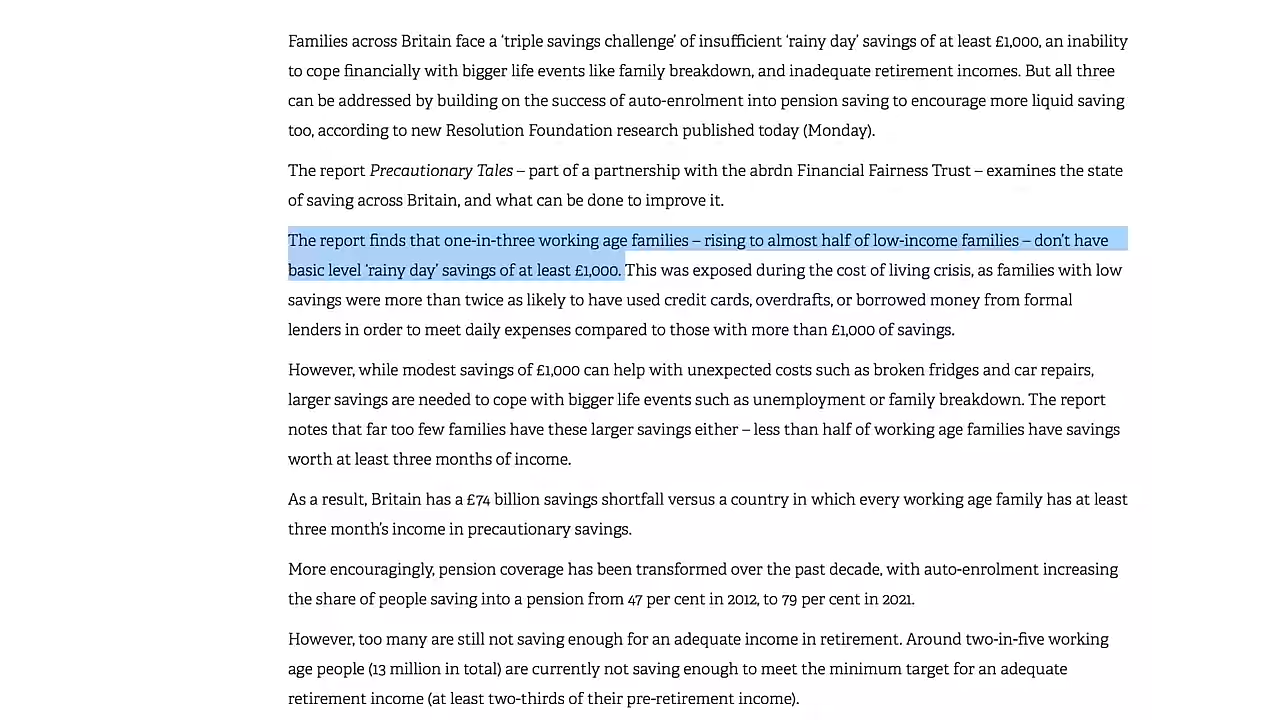 Families across Britain face a ‘triple savings challenge’ of insufficient ‘rainy day’ savings of at least £1,000, an inability
to cope financially with bigger life events like family breakdown, and inadequate retirement incomes. But all three
can be addressed by building on the success of auto-enrolment into pension saving to encourage more liquid saving
too, according to new Resolution Foundation research published today (Monday).
The report Precautionary Tales – part of a partnership with the abrdn Financial Fairness Trust – examines the state
of saving across Britain, and what can be done to improve it.
The report finds that one-in-three working age families – rising to almost half of low-income families – don’t have
basic level ‘rainy day’ savings of at least £1,000. This was exposed during the cost of living crisis, as families with low
savings were more than twice as likely to have used credit cards, overdrafts, or borrowed money from formal
lenders in order to meet daily expenses compared to those with more than £1,000 of savings.
However, while modest savings of £1,000 can help with unexpected costs such as broken fridges and car repairs,
larger savings are needed to cope with bigger life events such as unemployment or family breakdown. The report
notes that far too few families have these larger savings either – less than half of working age families have savings
worth at least three months of income.
As a result, Britain has a £74 billion savings shortfall versus a country in which every working age family has at least
three month’s income in precautionary savings.
More encouragingly, pension coverage has been transformed over the past decade, with auto-enrolment increasing
the share of people saving into a pension from 47 per cent in 2012, to 79 per cent in 2021.
However, too many are still not saving enough for an adequate income in retirement. Around two-in-five working
age people (13 million in total) are currently not saving enough to meet the minimum target for an adequate
retirement income (at least two-thirds of their pre-retirement income).